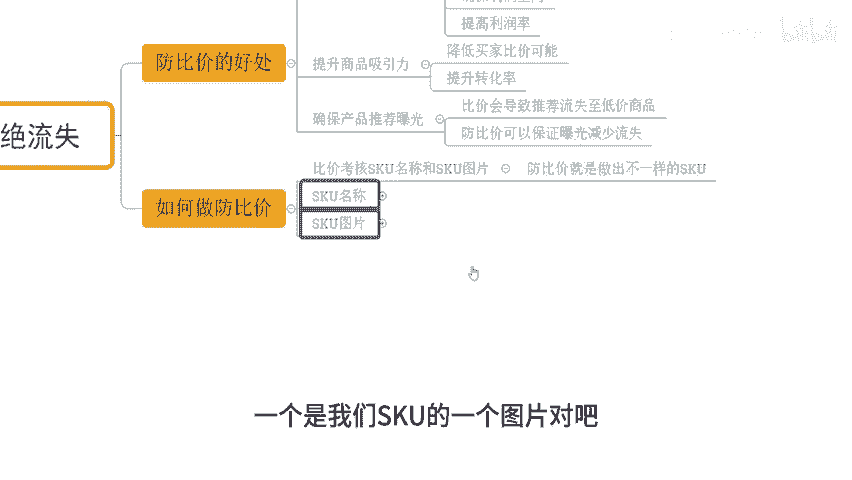 提高利润率
防比价的好处
提升商品吸引力
降低买家比价可能
提升转化率
绝流失
确保产品推荐曝光
比价会导致推荐流失至低价商品
防比价可以保证曝光减少流失
如何做防比价
比价考核SKU名称和SKU图片
防比价就是做出不一样的SKU
SKU名称
SKU图片
一个是我们SKU的一个图片对吧